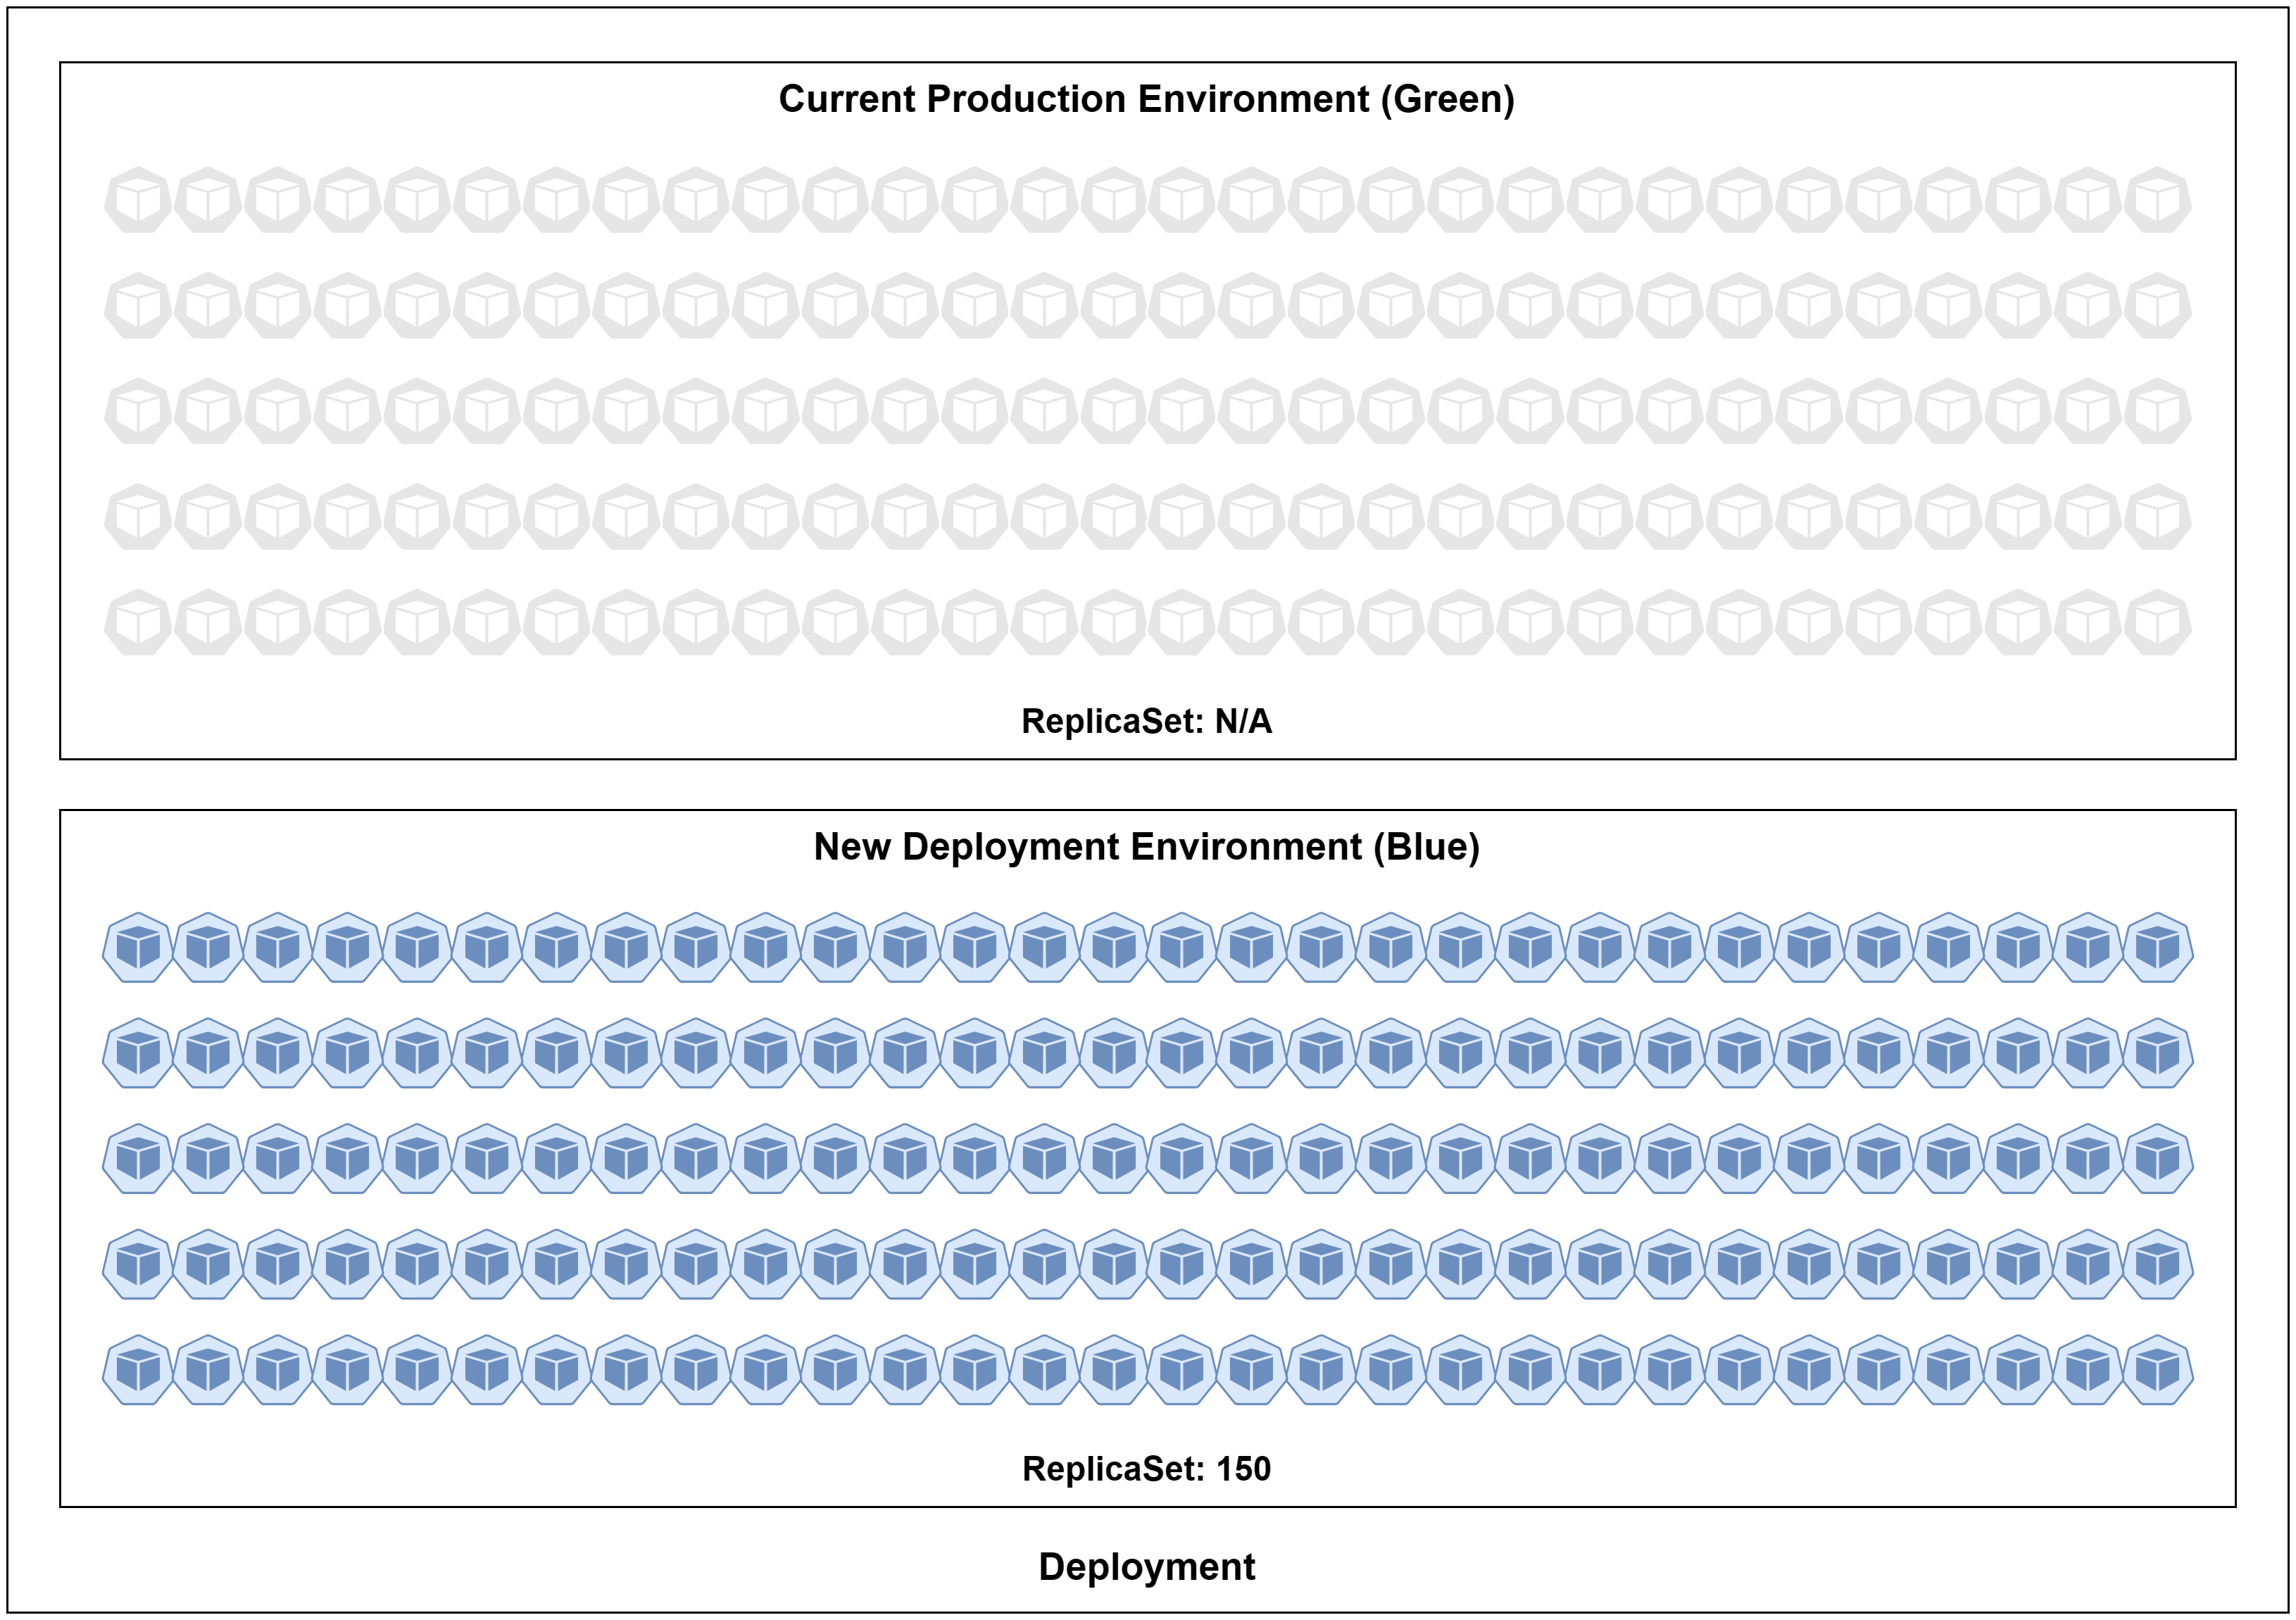 Current Production Environment (Green)
ReplicaSet: N/A
New Deployment Environment (Blue)
ReplicaSet: 150
Deployment